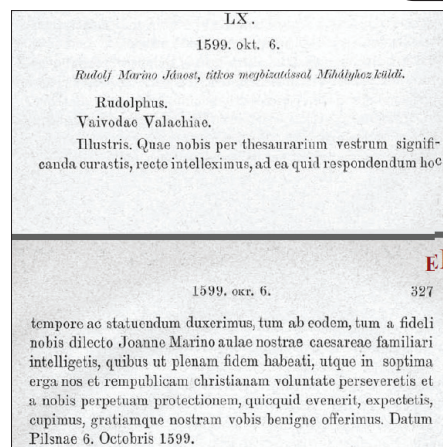 LX.
1599. okt. 6.
Rudolf Marino Jánost, titkos megbizatással Mihályhoz küldi.
Rudolphus.
Vaivodae Valachiae.
Illustris. Quae nobis per thesaurarium vestrum signifi-
canda curastis, recte intelleximus, ad ea quid respondendum hoc
1599. OKT. 6. 327
tempore ac statuendum duxerimus, tum ab eodem, tum a fideli
nobis dilecto Joanne Marino aulae nostrae caesareae familiari
intelligetis, quibus ut plenam fidem habeati, utque in soptima
erga nos et rempublicam christianam voluntate perseveretis et
a nobis perpetuam protectionem, quicquid evenerit, expectetis,
cupimus, gratiamque nostram vobis benigne offerimus. Datum
Pilsnae 6. Octobris 1599.